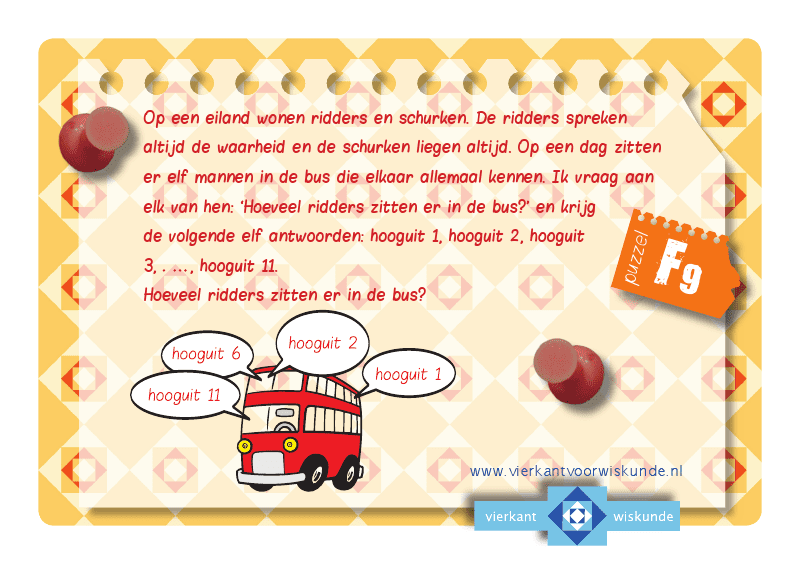 Op een eiland wonen ridders en schurken. De ridders spreken
altijd de waarheid en de schurken liegen altijd. Op een dag zitten
er elf mannen in de bus die elkaar allemaal kennen. Ik vraag aan
elk van hen: 'Hoeveel ridders zitten er in de bus?' en krijg
de volgende elf antwoorden: hooguit 1, hooguit 2, hooguit
3, . ..., hooguit 11.
Hoeveel ridders zitten er in de bus?
puzzel
F9
hooguit 6
hooguit 2
hooguit 11
hooguit 1
www.vierkantvoorwiskunde.nl
vierkant wiskunde